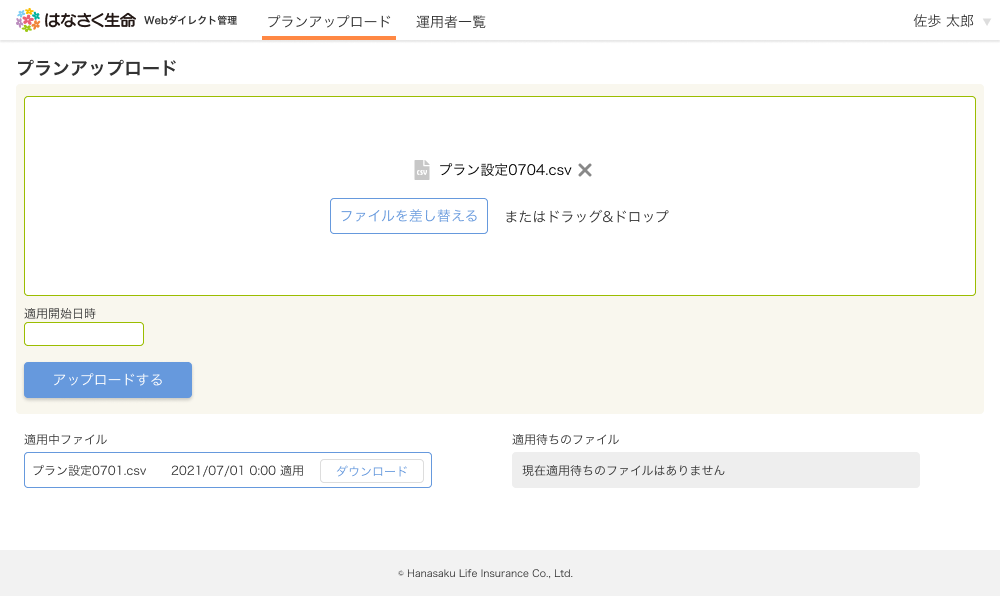 はなさく生命 Webダイレクト管理 プランアップロード 運用者一覧 佐歩 太郎
プランアップロード
CSV プラン設定0704.csv
ファイルを差し替える またはドラッグ&ドロップ
適用開始日時
アップロードする
適用中ファイル 適用待ちのファイル
プラン設定0701.csv 2021/07/01 0:00 適用 ダウンロード 現在適用待ちのファイルはありません
© Hanasaku Life Insurance Co., Ltd.